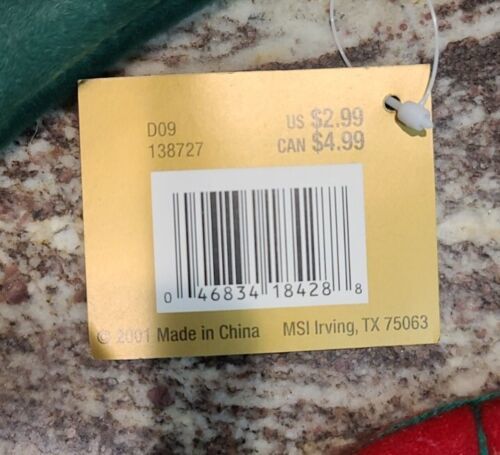 D09
138727
US $2.99
CAN $4.99
0 46834 18428 8
© 2001 Made in China MSI Irving, TX 75063